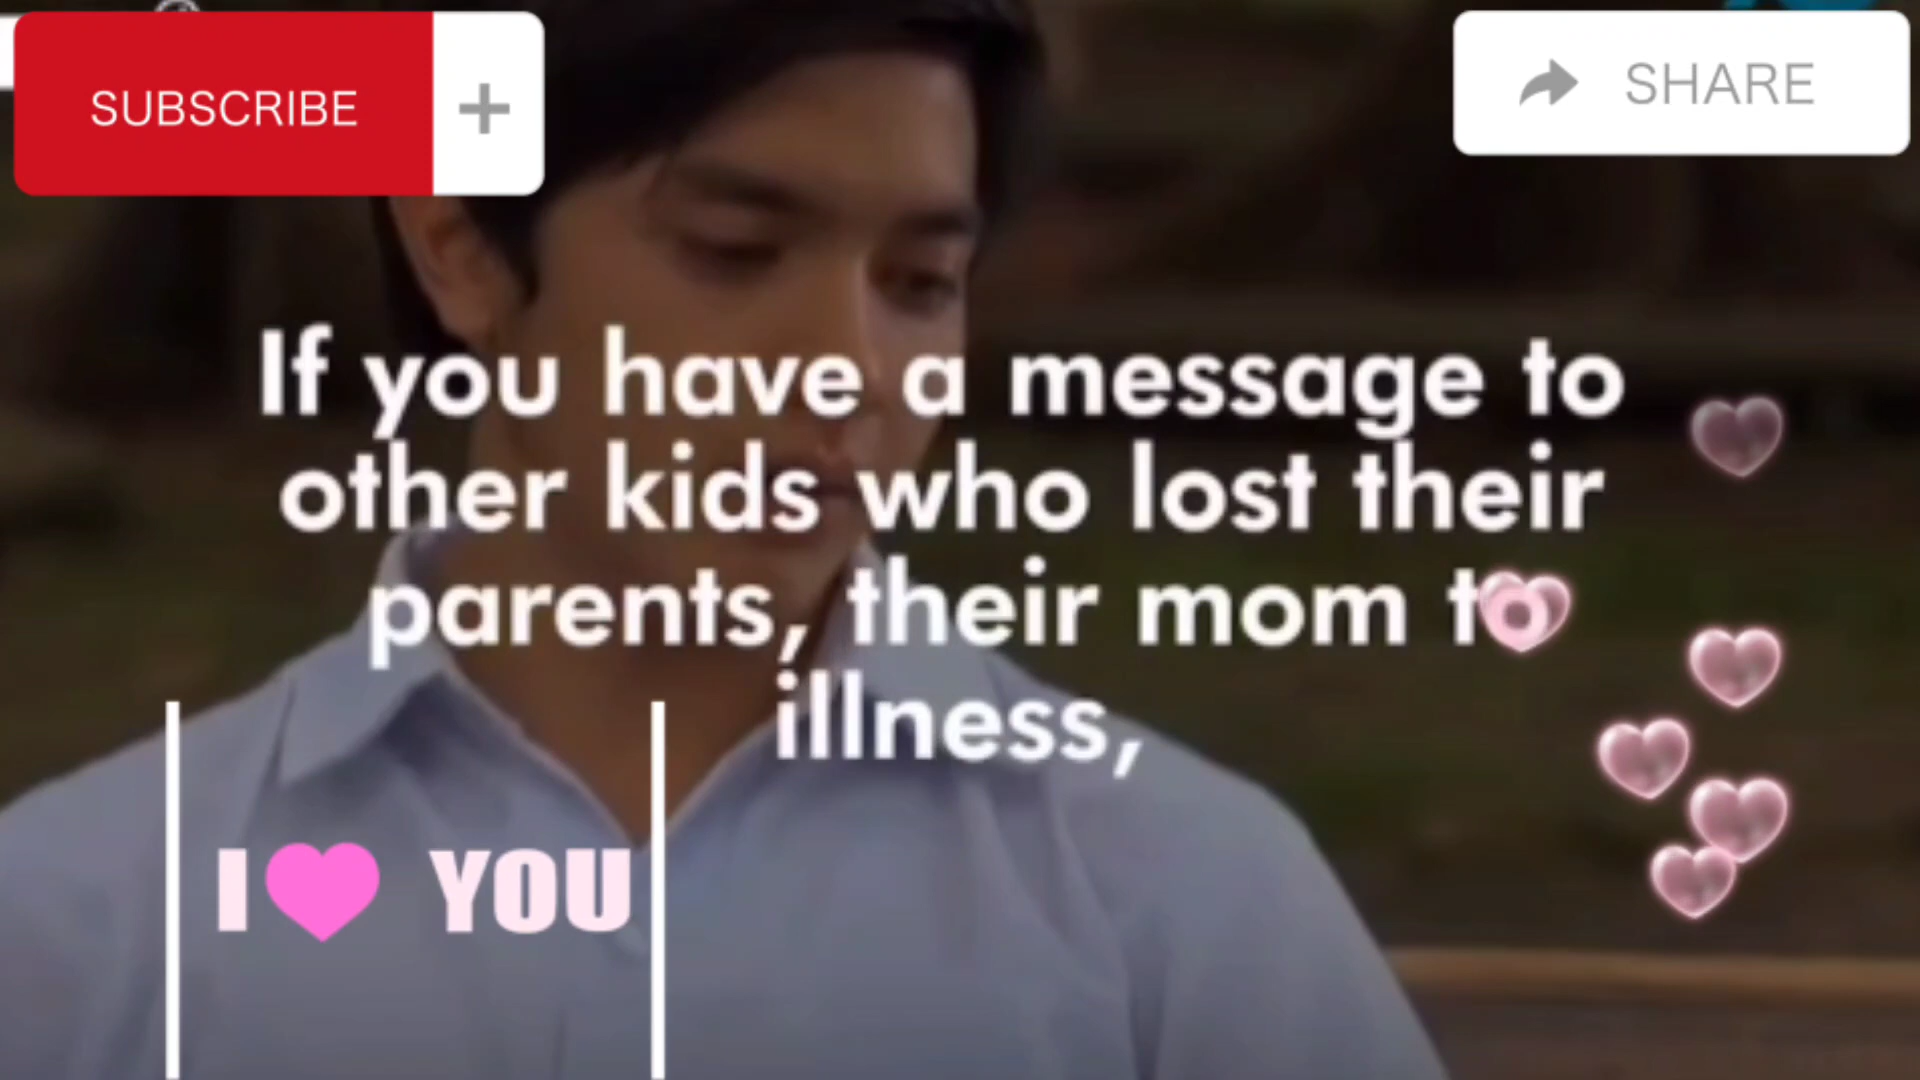 SUBSCRIBE +
SHARE
If you have a message to
other kids who lost their
parents, their mom to
illness,
I 🩷 YOU